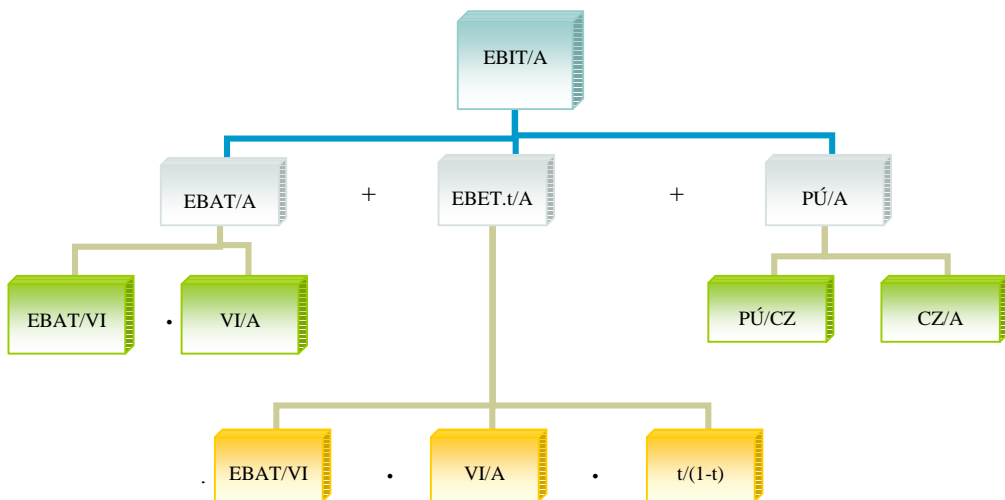 EBIT/A
EBAT/A + EBET.t/A + PÚ/A
EBAT/VI . VI/A PÚ/CZ CZ/A
. EBAT/VI . VI/A . t/(1-t)